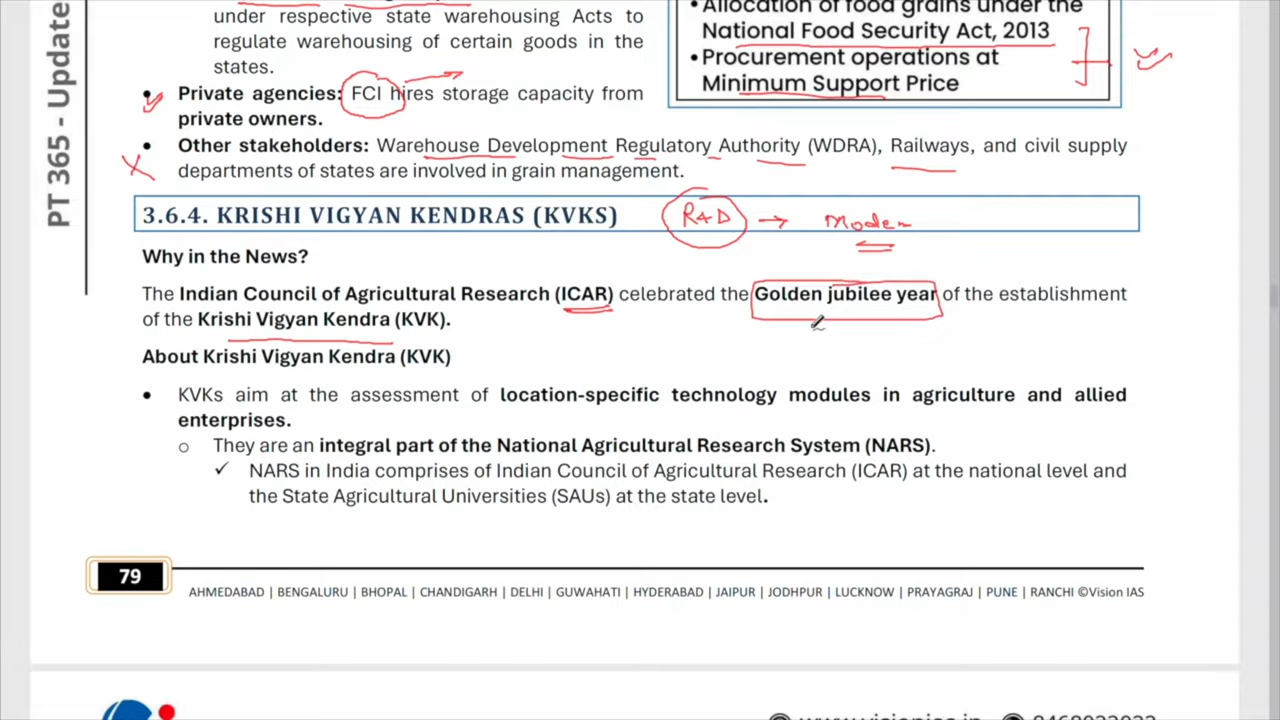 under respective state warehousing Acts to
regulate warehousing of certain goods in the
states.
• Private agencies: FCI hires storage capacity from
private owners.
• Allocation of food grains under the
National Food Security Act, 2013
• Procurement operations at
Minimum Support Price
• Other stakeholders: Warehouse Development Regulatory Authority (WDRA), Railways, and civil supply
departments of states are involved in grain management.
PT 365 - Update
3.6.4. KRISHI VIGYAN KENDRAS (KVKS)
R&D → Modern
Why in the News?
The Indian Council of Agricultural Research (ICAR) celebrated the Golden jubilee year of the establishment
of the Krishi Vigyan Kendra (KVK).
About Krishi Vigyan Kendra (KVK)
• KVKs aim at the assessment of location-specific technology modules in agriculture and allied
enterprises.
o They are an integral part of the National Agricultural Research System (NARS).
✓ NARS in India comprises of Indian Council of Agricultural Research (ICAR) at the national level and
the State Agricultural Universities (SAUs) at the state level.
79
AHMEDABAD | BENGALURU | BHOPAL | CHANDIGARH | DELHI | GUWAHATI | HYDERABAD | JAIPUR | JODHPUR | LUCKNOW | PRAYAGRAJ | PUNE | RANCHI ©Vision IAS